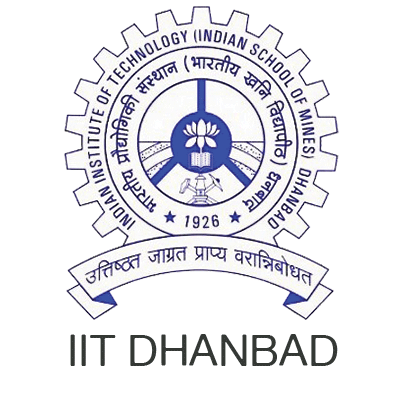 INDIAN INSTITUTE OF TECHNOLOGY (INDIAN SCHOOL OF MINES) DHANBAD
भारतीय प्रौद्योगिकी संस्थान (भारतीय खनि विद्यापीठ) धनबाद
★ 1926 ★
उत्तिष्ठत जाग्रत प्राप्य वरान्निबोधत
IIT DHANBAD